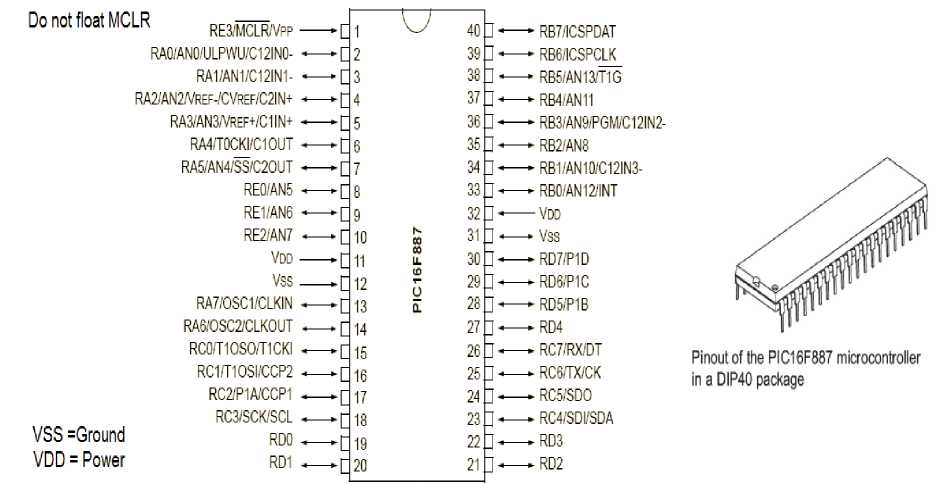 Do not float MCLR
RE3/MCLR/VPP
RA0/AN0/ULPWU/C12IN0-
RA1/AN1/C12IN1-
RA2/AN2/VREF-/CVREF/C2IN+
RA3/AN3/VREF+/C1IN+
RA4/T0CKI/C1OUT
RA5/AN4/SS/C2OUT
RE0/AN5
RE1/AN6
RE2/AN7
VDD
VSS
RA7/OSC1/CLKIN
RA6/OSC2/CLKOUT
RC0/T1OSO/T1CKI
RC1/T1OSI/CCP2
RC2/P1A/CCP1
RC3/SCK/SCL
RD0
RD1
1
2
3
4
5
6
7
8
9
10
11
12
13
14
15
16
17
18
19
20
PIC16F887
40 RB7/ICSPDAT
39 RB6/ICSPCLK
38 RB5/AN13/T1G
37 RB4/AN11
36 RB3/AN9/PGM/C12IN2-
35 RB2/AN8
34 RB1/AN10/C12IN3-
33 RB0/AN12/INT
32 VDD
31 VSS
30 RD7/P1D
29 RD6/P1C
28 RD5/P1B
27 RD4
26 RC7/RX/DT
25 RC6/TX/CK
24 RC5/SDO
23 RC4/SDI/SDA
22 RD3
21 RD2
Pinout of the PIC16F887 microcontroller
in a DIP40 package
VSS =Ground
VDD = Power